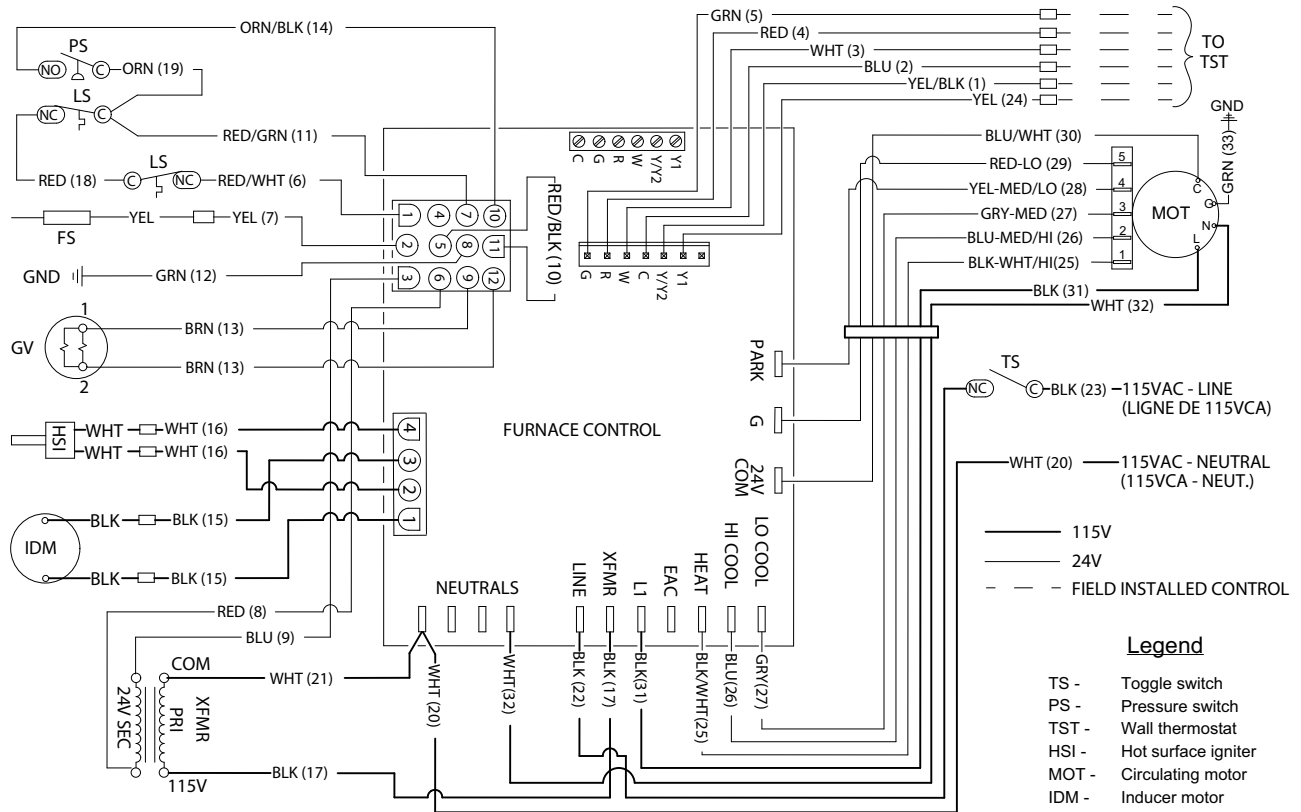 ORN/BLK (14)
PS
NO
C
ORN (19)
LS
NC
C
RED/GRN (11)
LS
RED (18)
C
NC
RED/WHT (6)
YEL
YEL (7)
FS
GND
GRN (12)
1
GV
2
BRN (13)
BRN (13)
HSI
WHT
WHT (16)
WHT
WHT (16)
IDM
BLK
BLK (15)
BLK
BLK (15)
RED (8)
BLU (9)
COM
WHT (21)
24V SEC
PRI
XFMR
115V
BLK (17)
1
4
7
10
2
5
8
11
3
6
9
12
RED/BLK (10)
C
G
R
W
Y/Y2
Y1
G
R
W
C
Y/Y2
Y1
4
3
2
1
FURNACE CONTROL
PARK
G
24V
COM
NEUTRALS
LINE
XFMR
L1
EAC
HEAT
HI COOL
LO COOL
WHT (20)
WHT(32)
BLK (22)
BLK (17)
BLK(31)
BLK/WHT(25)
BLU(26)
GRY(27)
GRN (5)
RED (4)
WHT (3)
BLU (2)
YEL/BLK (1)
YEL (24)
TO
TST
GND
GRN (33)
BLU/WHT (30)
RED-LO (29)
YEL-MED/LO (28)
GRY-MED (27)
BLU-MED/HI (26)
BLK-WHT/HI(25)
5
4
3
2
1
MOT
C
G
N
L
BLK (31)
WHT (32)
TS
NC
C
BLK (23)
115VAC - LINE
(LIGNE DE 115VCA)
WHT (20)
115VAC - NEUTRAL
(115VCA - NEUT.)
115V
24V
FIELD INSTALLED CONTROL
Legend
TS - Toggle switch
PS - Pressure switch
TST - Wall thermostat
HSI - Hot surface igniter
MOT - Circulating motor
IDM - Inducer motor